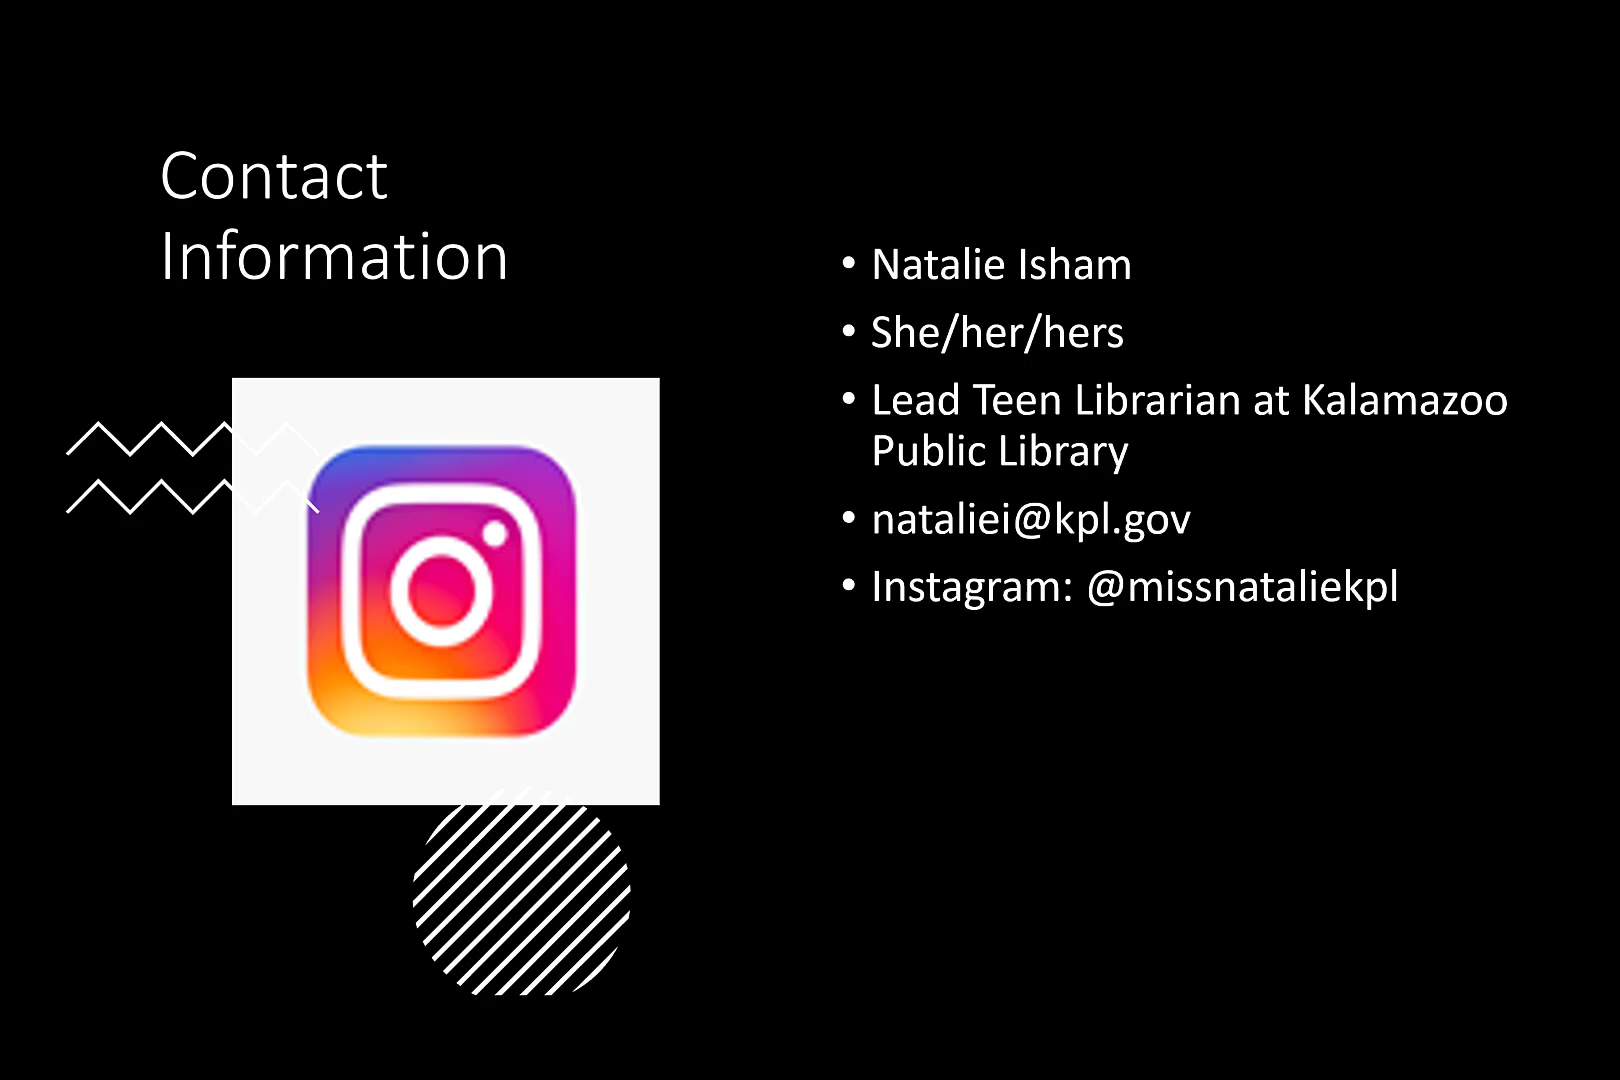 Contact
Information
• Natalie Isham
• She/her/hers
• Lead Teen Librarian at Kalamazoo
Public Library
• nataliei@kpl.gov
• Instagram: @missnataliekpl